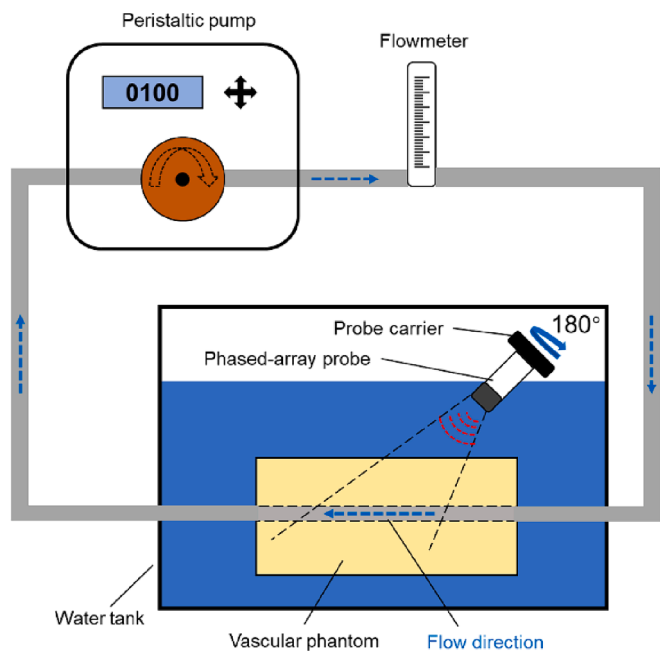 Peristaltic pump
Flowmeter
0100
180°
Probe carrier
Phased-array probe
Water tank
Vascular phantom
Flow direction